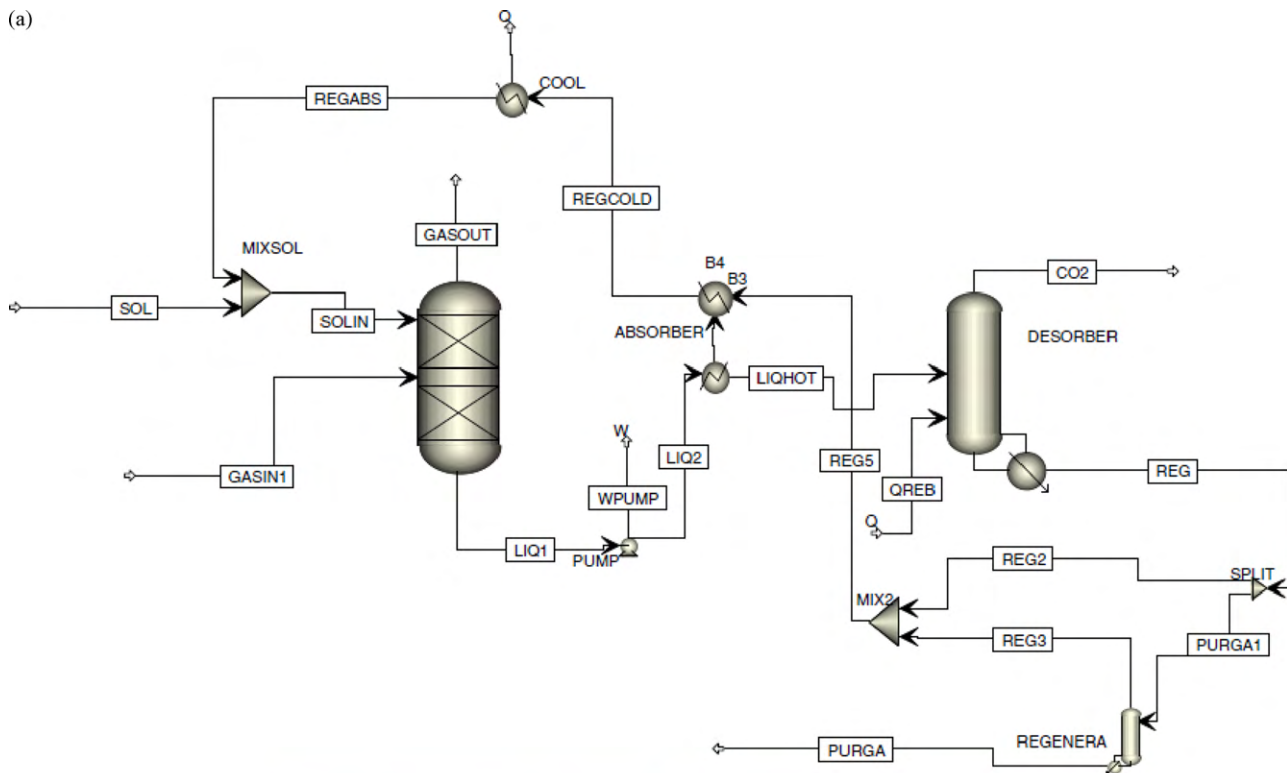 (a)
Q
COOL
REGABS
REGCOLD
GASOUT
MIXSOL
B4
B3
CO2
SOL
SOLIN
ABSORBER
DESORBER
LIQHOT
W
LIQ2
REG5
QREB
REG
GASIN1
WPUMP
Q
LIQ1
PUMP
REG2
SPLIT
MIX2
REG3
PURGA1
REGENERA
PURGA